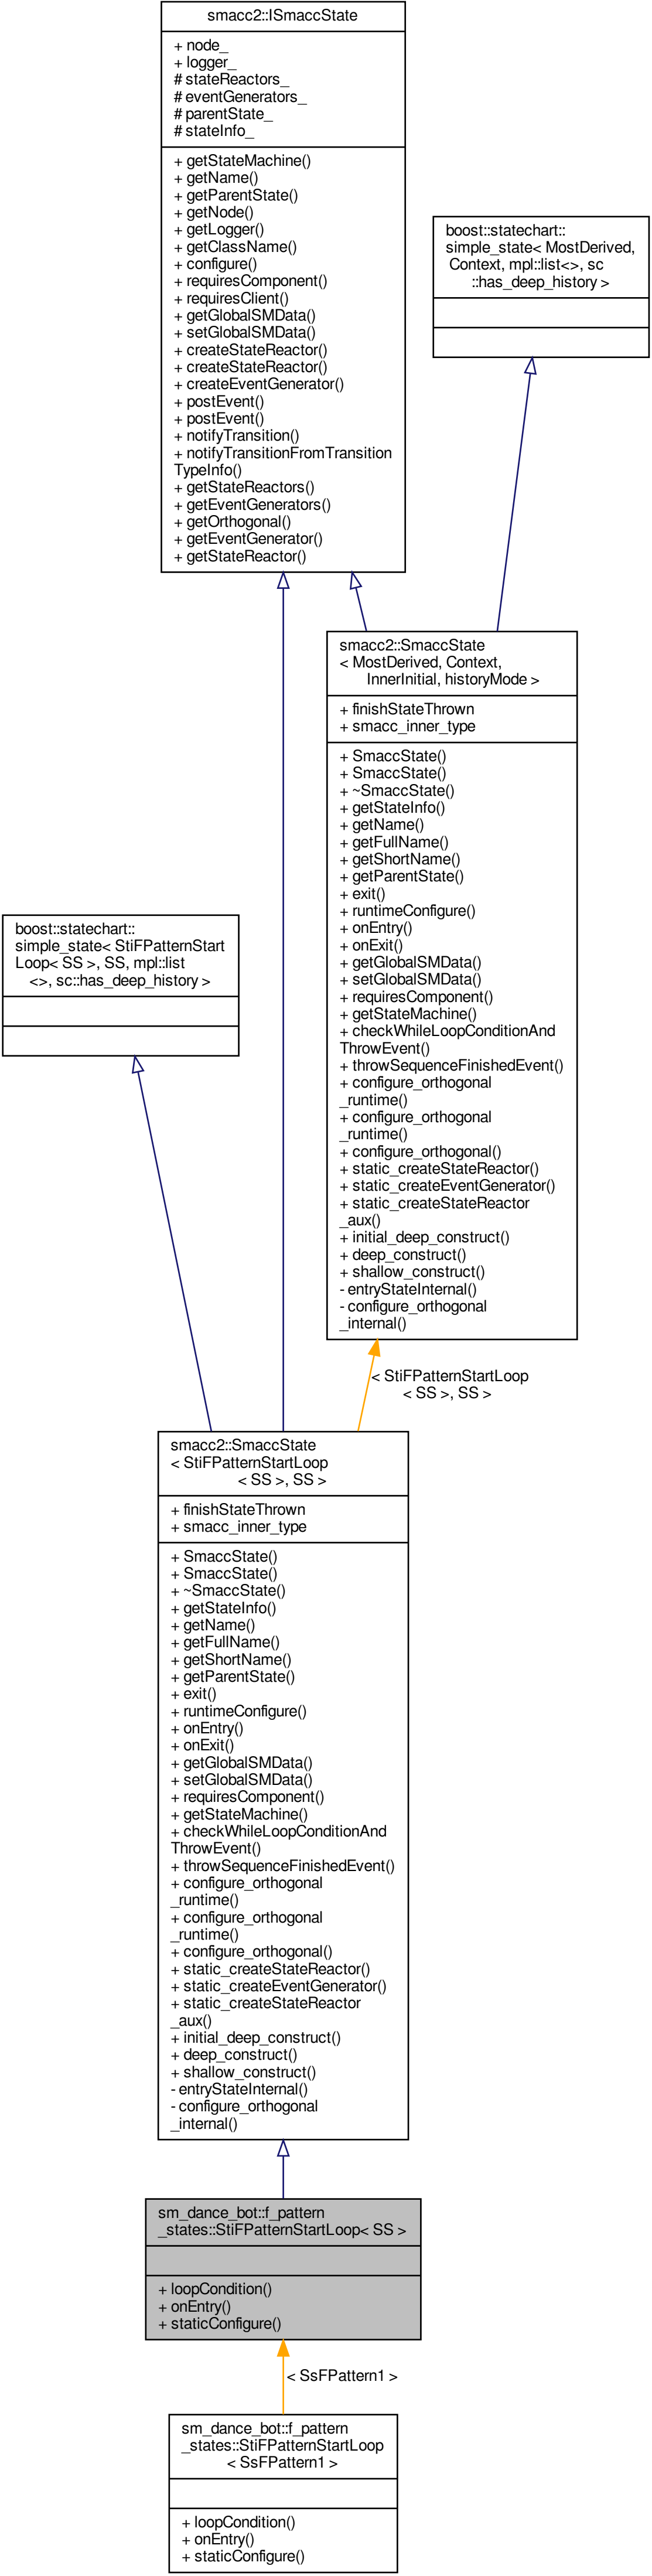 smacc2::ISmaccState
+ node_
+ logger_
# stateReactors_
# eventGenerators_
# parentState_
# stateInfo_
+ getStateMachine()
+ getName()
+ getParentState()
+ getNode()
+ getLogger()
+ getClassName()
+ configure()
+ requiresComponent()
+ requiresClient()
+ getGlobalSMData()
+ setGlobalSMData()
+ createStateReactor()
+ createStateReactor()
+ createEventGenerator()
+ postEvent()
+ postEvent()
+ notifyTransition()
+ notifyTransitionFromTransition
TypeInfo()
+ getStateReactors()
+ getEventGenerators()
+ getOrthogonal()
+ getEventGenerator()
+ getStateReactor()
boost::statechart::
simple_state< MostDerived,
Context, mpl::list<>, sc
::has_deep_history >
smacc2::SmaccState
< MostDerived, Context,
InnerInitial, historyMode >
+ finishStateThrown
+ smacc_inner_type
+ SmaccState()
+ SmaccState()
+ ~SmaccState()
+ getStateInfo()
+ getName()
+ getFullName()
+ getShortName()
+ getParentState()
+ exit()
+ runtimeConfigure()
+ onEntry()
+ onExit()
+ getGlobalSMData()
+ setGlobalSMData()
+ requiresComponent()
+ getStateMachine()
+ checkWhileLoopConditionAnd
ThrowEvent()
+ throwSequenceFinishedEvent()
+ configure_orthogonal
_runtime()
+ configure_orthogonal
_runtime()
+ configure_orthogonal()
+ static_createStateReactor()
+ static_createEventGenerator()
+ static_createStateReactor
_aux()
+ initial_deep_construct()
+ deep_construct()
+ shallow_construct()
- entryStateInternal()
- configure_orthogonal
_internal()
boost::statechart::
simple_state< StiFPatternStart
Loop< SS >, SS, mpl::list
<>, sc::has_deep_history >
< StiFPatternStartLoop
< SS >, SS >
smacc2::SmaccState
< StiFPatternStartLoop
< SS >, SS >
+ finishStateThrown
+ smacc_inner_type
+ SmaccState()
+ SmaccState()
+ ~SmaccState()
+ getStateInfo()
+ getName()
+ getFullName()
+ getShortName()
+ getParentState()
+ exit()
+ runtimeConfigure()
+ onEntry()
+ onExit()
+ getGlobalSMData()
+ setGlobalSMData()
+ requiresComponent()
+ getStateMachine()
+ checkWhileLoopConditionAnd
ThrowEvent()
+ throwSequenceFinishedEvent()
+ configure_orthogonal
_runtime()
+ configure_orthogonal
_runtime()
+ configure_orthogonal()
+ static_createStateReactor()
+ static_createEventGenerator()
+ static_createStateReactor
_aux()
+ initial_deep_construct()
+ deep_construct()
+ shallow_construct()
- entryStateInternal()
- configure_orthogonal
_internal()
sm_dance_bot::f_pattern
_states::StiFPatternStartLoop< SS >
+ loopCondition()
+ onEntry()
+ staticConfigure()
< SsFPattern1 >
sm_dance_bot::f_pattern
_states::StiFPatternStartLoop
< SsFPattern1 >
+ loopCondition()
+ onEntry()
+ staticConfigure()